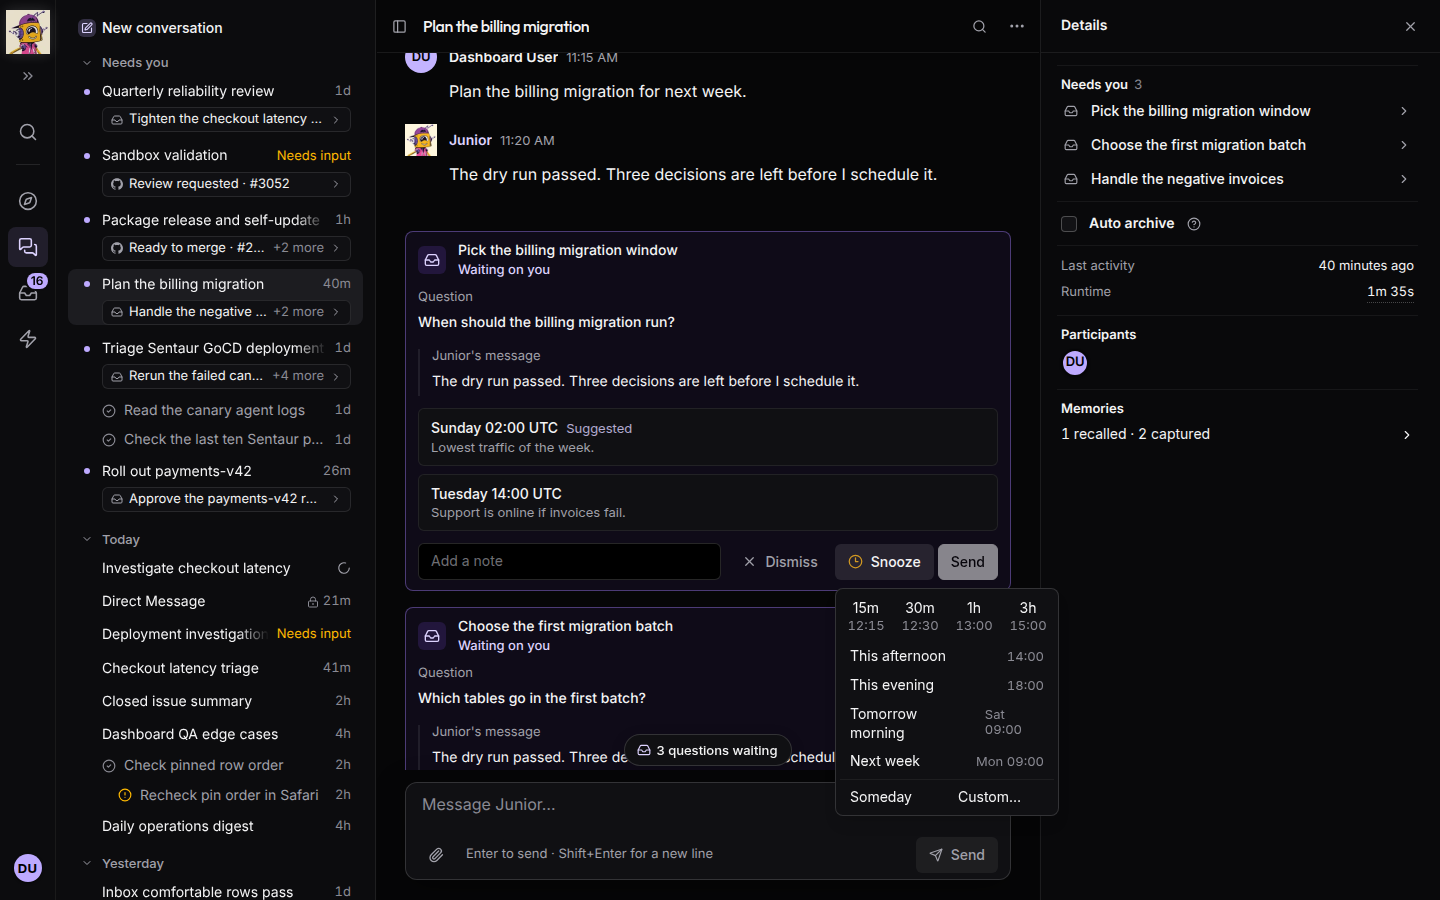 New conversation
Needs you
Quarterly reliability review 1d
Tighten the checkout latency ...
Sandbox validation Needs input
Review requested · #3052
Package release and self-update 1h
Ready to merge · #2... +2 more
Plan the billing migration 40m
Handle the negative ... +2 more
Triage Sentaur GoCD deployment 1d
Rerun the failed can... +4 more
Read the canary agent logs 1d
Check the last ten Sentaur p... 1d
Roll out payments-v42 26m
Approve the payments-v42 r...
Today
Investigate checkout latency
Direct Message 21m
Deployment investigation Needs input
Checkout latency triage 41m
Closed issue summary 2h
Dashboard QA edge cases 4h
Check pinned row order 2h
Recheck pin order in Safari 2h
Daily operations digest 4h
Yesterday
Inbox comfortable rows pass 1d
16
DU
Plan the billing migration
DU Dashboard User 11:15 AM
Plan the billing migration for next week.
Junior 11:20 AM
The dry run passed. Three decisions are left before I schedule it.
Pick the billing migration window
Waiting on you
Question
When should the billing migration run?
Junior's message
The dry run passed. Three decisions are left before I schedule it.
Sunday 02:00 UTC Suggested
Lowest traffic of the week.
Tuesday 14:00 UTC
Support is online if invoices fail.
Add a note Dismiss Snooze Send
Choose the first migration batch
Waiting on you
Question
Which tables go in the first batch?
Junior's message
The dry run passed. Three de
schedul
3 questions waiting
15m 30m 1h 3h
12:15 12:30 13:00 15:00
This afternoon 14:00
This evening 18:00
Tomorrow morning Sat 09:00
Next week Mon 09:00
Someday Custom...
Message Junior...
Enter to send · Shift+Enter for a new line Send
Details
Needs you 3
Pick the billing migration window
Choose the first migration batch
Handle the negative invoices
Auto archive
Last activity 40 minutes ago
Runtime 1m 35s
Participants
DU
Memories
1 recalled · 2 captured